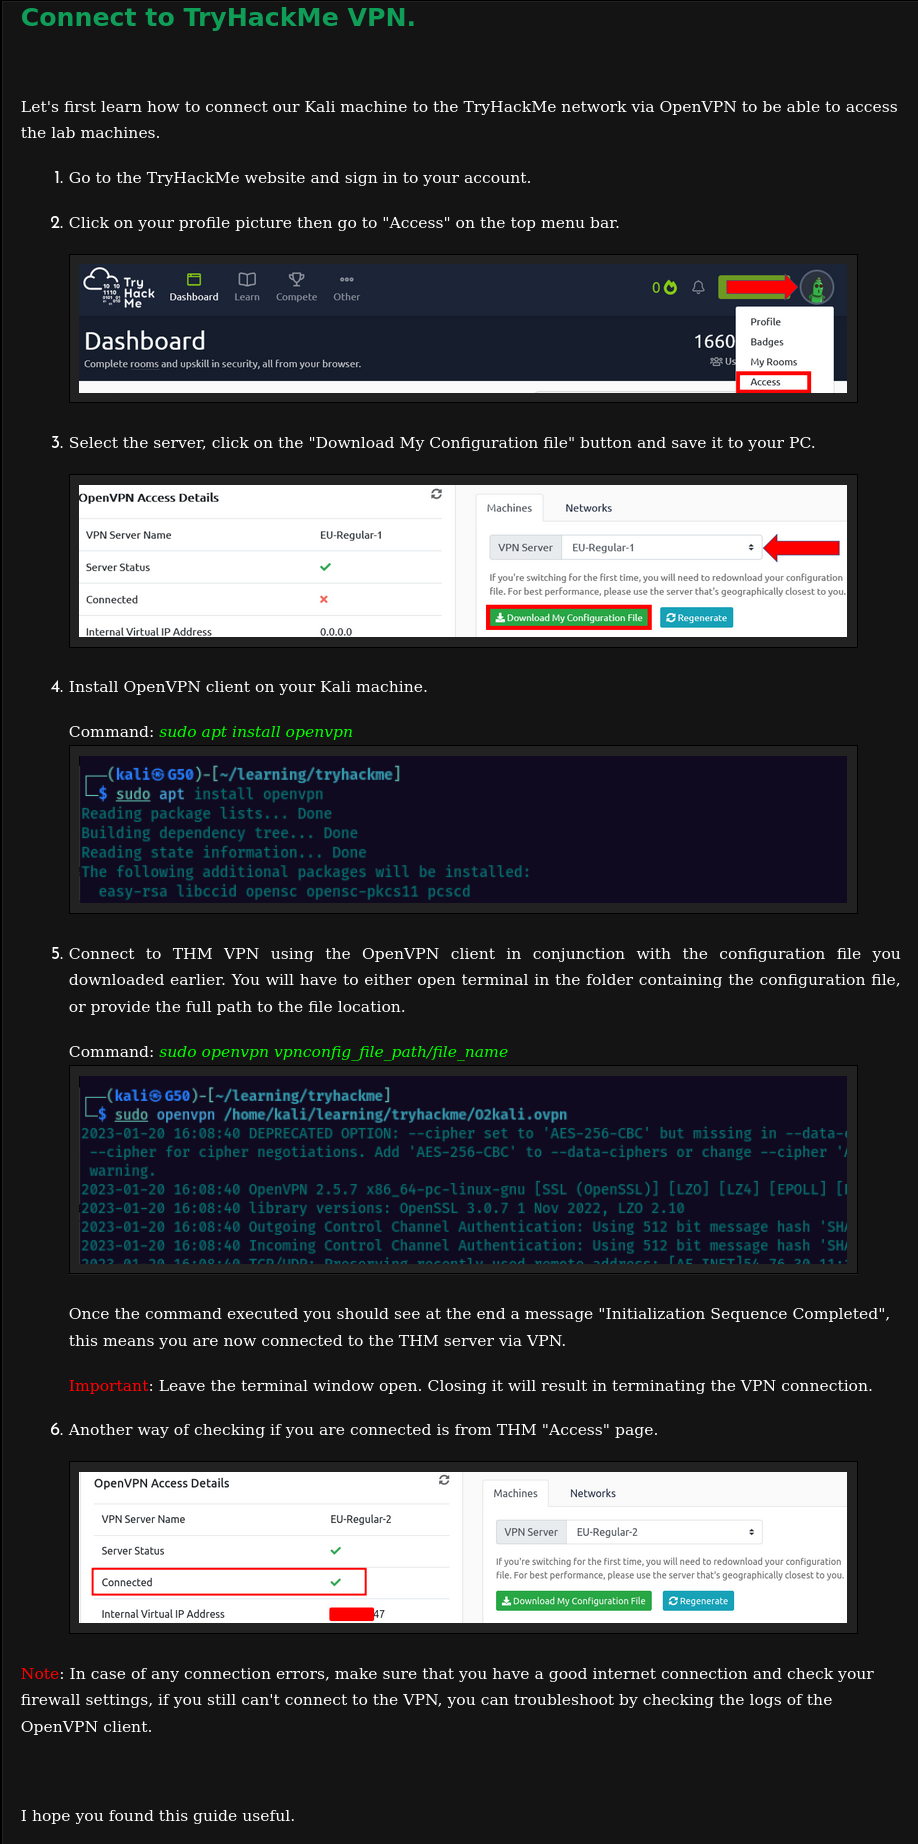 Connect to TryHackMe VPN.
Let's first learn how to connect our Kali machine to the TryHackMe network via OpenVPN to be able to access
the lab machines.
1. Go to the TryHackMe website and sign in to your account.
2. Click on your profile picture then go to "Access" on the top menu bar.
Try
Hack
Me
Dashboard
Learn
Compete
Other
0
Profile
Badges
My Rooms
Access
Dashboard
Complete rooms and upskill in security, all from your browser.
1660
Us
3. Select the server, click on the "Download My Configuration file" button and save it to your PC.
OpenVPN Access Details
VPN Server Name EU-Regular-1
Server Status
Connected
Internal Virtual IP Address 0.0.0.0
Machines Networks
VPN Server EU-Regular-1
If you're switching for the first time, you will need to redownload your configuration
file. For best performance, please use the server that's geographically closest to you.
Download My Configuration File Regenerate
4. Install OpenVPN client on your Kali machine.
Command: sudo apt install openvpn
(kali㉿G50)-[~/learning/tryhackme]
$ sudo apt install openvpn
Reading package lists... Done
Building dependency tree... Done
Reading state information... Done
The following additional packages will be installed:
easy-rsa libccid opensc opensc-pkcs11 pcscd
5. Connect to THM VPN using the OpenVPN client in conjunction with the configuration file you
downloaded earlier. You will have to either open terminal in the folder containing the configuration file,
or provide the full path to the file location.
Command: sudo openvpn vpnconfig_file_path/file_name
(kali㉿G50)-[~/learning/tryhackme]
$ sudo openvpn /home/kali/learning/tryhackme/O2kali.ovpn
2023-01-20 16:08:40 DEPRECATED OPTION: --cipher set to 'AES-256-CBC' but missing in --data-
--cipher for cipher negotiations. Add 'AES-256-CBC' to --data-ciphers or change --cipher 'A
warning.
2023-01-20 16:08:40 OpenVPN 2.5.7 x86_64-pc-linux-gnu [SSL (OpenSSL)] [LZO] [LZ4] [EPOLL] [
2023-01-20 16:08:40 library versions: OpenSSL 3.0.7 1 Nov 2022, LZO 2.10
2023-01-20 16:08:40 Outgoing Control Channel Authentication: Using 512 bit message hash 'SHA
2023-01-20 16:08:40 Incoming Control Channel Authentication: Using 512 bit message hash 'SHA
2023-01-20 16:08:40 TCP/UDP: Preserving recently used remote address: [AF_INET]54.76.30.11:
Once the command executed you should see at the end a message "Initialization Sequence Completed",
this means you are now connected to the THM server via VPN.
Important: Leave the terminal window open. Closing it will result in terminating the VPN connection.
6. Another way of checking if you are connected is from THM "Access" page.
OpenVPN Access Details
VPN Server Name EU-Regular-2
Server Status
Connected
Internal Virtual IP Address 47
Machines Networks
VPN Server EU-Regular-2
If you're switching for the first time, you will need to redownload your configuration
file. For best performance, please use the server that's geographically closest to you.
Download My Configuration File Regenerate
Note: In case of any connection errors, make sure that you have a good internet connection and check your
firewall settings, if you still can't connect to the VPN, you can troubleshoot by checking the logs of the
OpenVPN client.
I hope you found this guide useful.